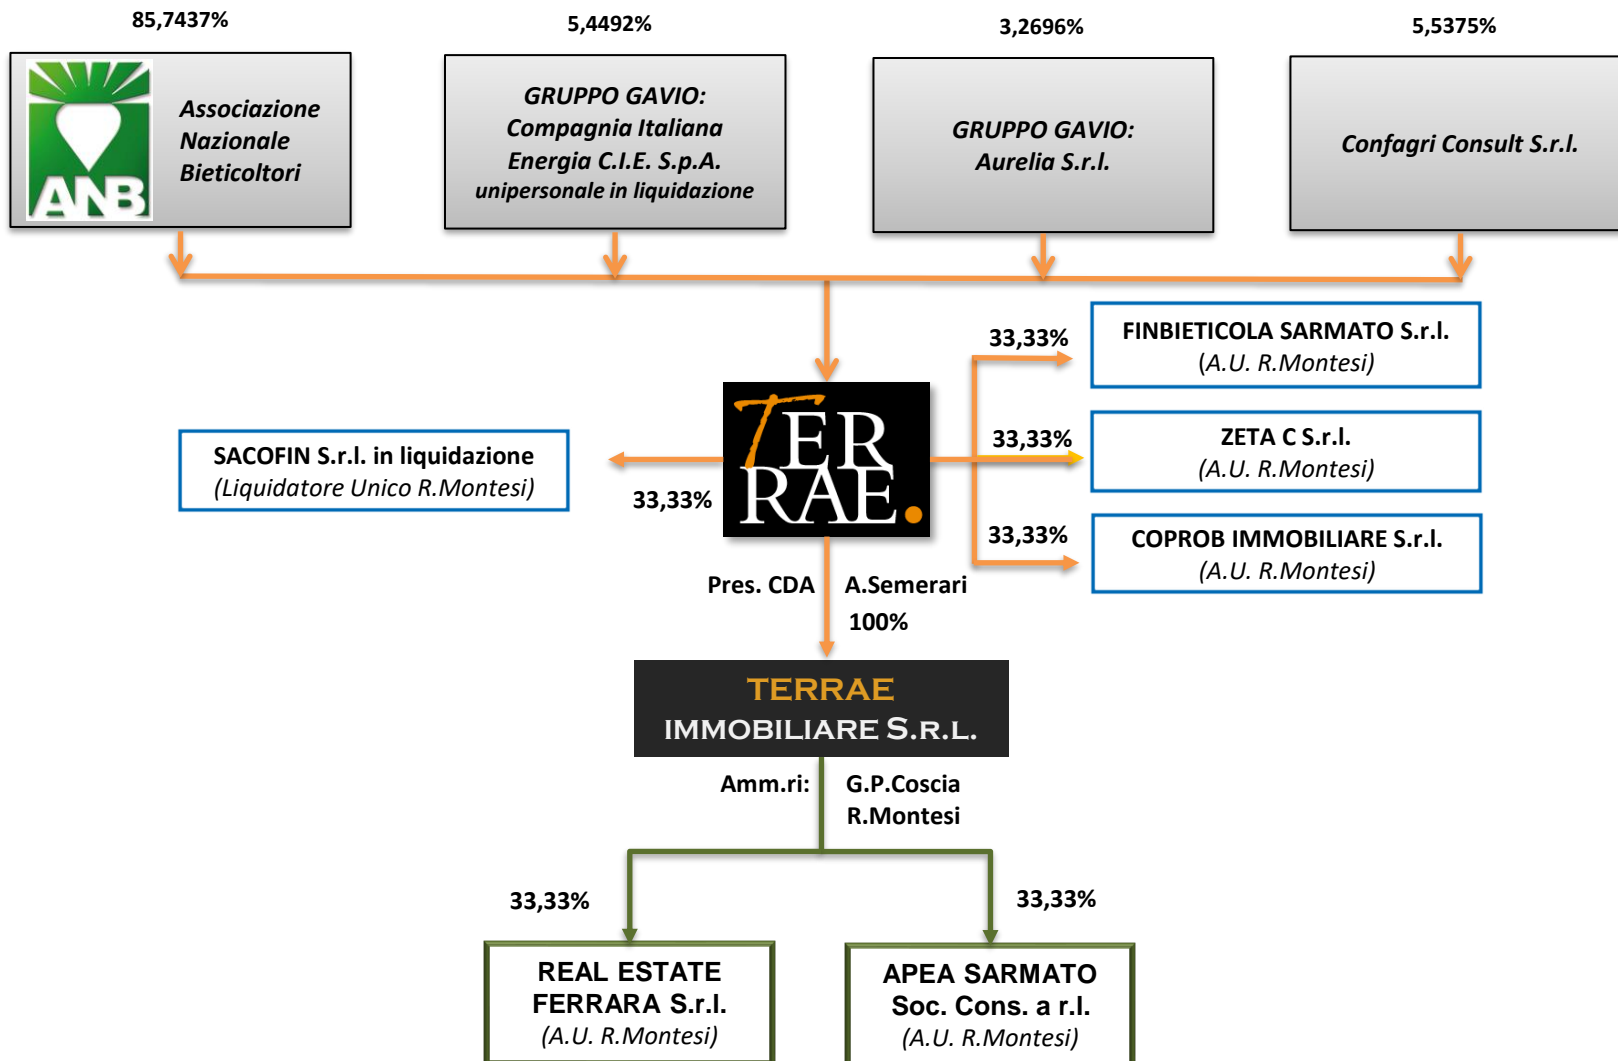 85,7437%
5,4492%
3,2696%
5,5375%
ANB
Associazione
Nazionale
Bieticoltori
GRUPPO GAVIO:
Compagnia Italiana
Energia C.I.E. S.p.A.
unipersonale in liquidazione
GRUPPO GAVIO:
Aurelia S.r.l.
Confagri Consult S.r.l.
33,33%
FINBIETICOLA SARMATO S.r.l.
(A.U. R.Montesi)
33,33%
ZETA C S.r.l.
(A.U. R.Montesi)
33,33%
COPROB IMMOBILIARE S.r.l.
(A.U. R.Montesi)
SACOFIN S.r.l. in liquidazione
(Liquidatore Unico R.Montesi)
33,33%
TER
RAE.
Pres. CDA A.Semerari
100%
TERRAE
IMMOBILIARE S.R.L.
Amm.ri: G.P.Coscia
R.Montesi
33,33%
33,33%
REAL ESTATE
FERRARA S.r.l.
(A.U. R.Montesi)
APEA SARMATO
Soc. Cons. a r.l.
(A.U. R.Montesi)